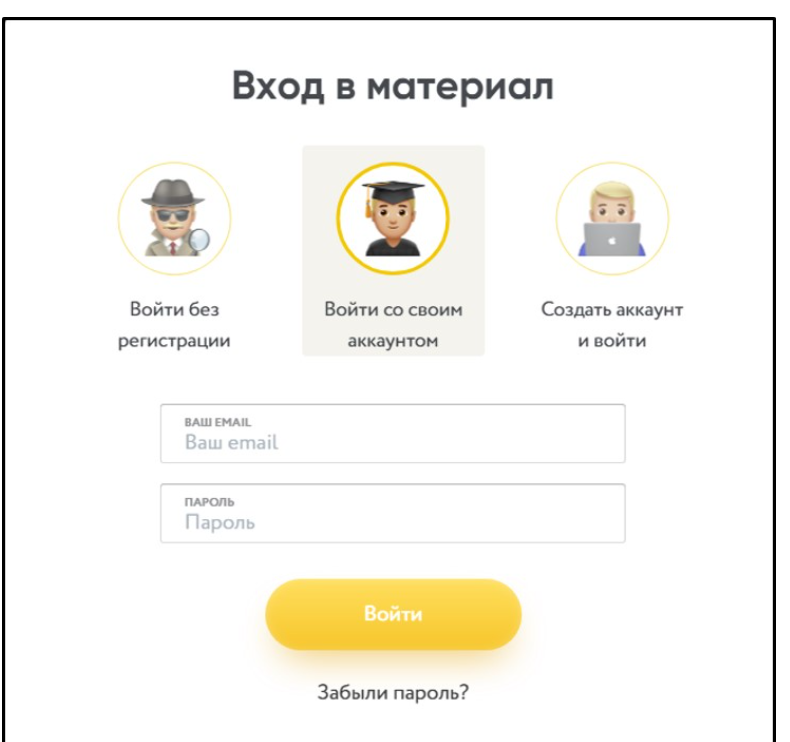 Вход в материал
Войти без
регистрации
Войти со своим
аккаунтом
Создать аккаунт
и войти
ВАШ EMAIL
Ваш email
ПАРОЛЬ
Пароль
Войти
Забыли пароль?